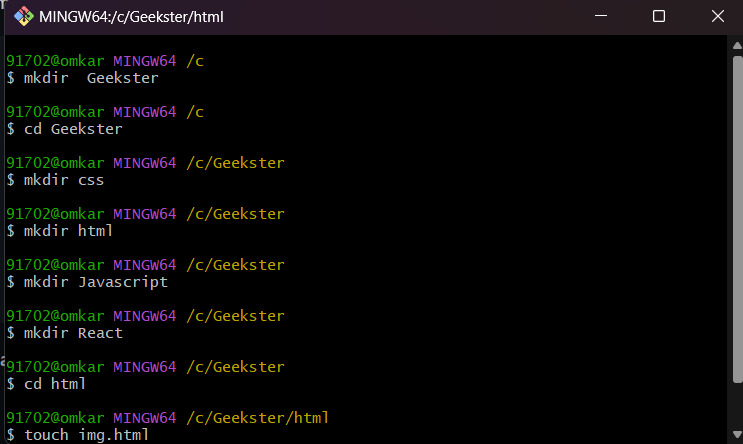 MINGW64:/c/Geekster/html
91702@omkar MINGW64 /c
$ mkdir  Geekster
91702@omkar MINGW64 /c
$ cd Geekster
91702@omkar MINGW64 /c/Geekster
$ mkdir css
91702@omkar MINGW64 /c/Geekster
$ mkdir html
91702@omkar MINGW64 /c/Geekster
$ mkdir Javascript
91702@omkar MINGW64 /c/Geekster
$ mkdir React
91702@omkar MINGW64 /c/Geekster
$ cd html
91702@omkar MINGW64 /c/Geekster/html
$ touch img.html